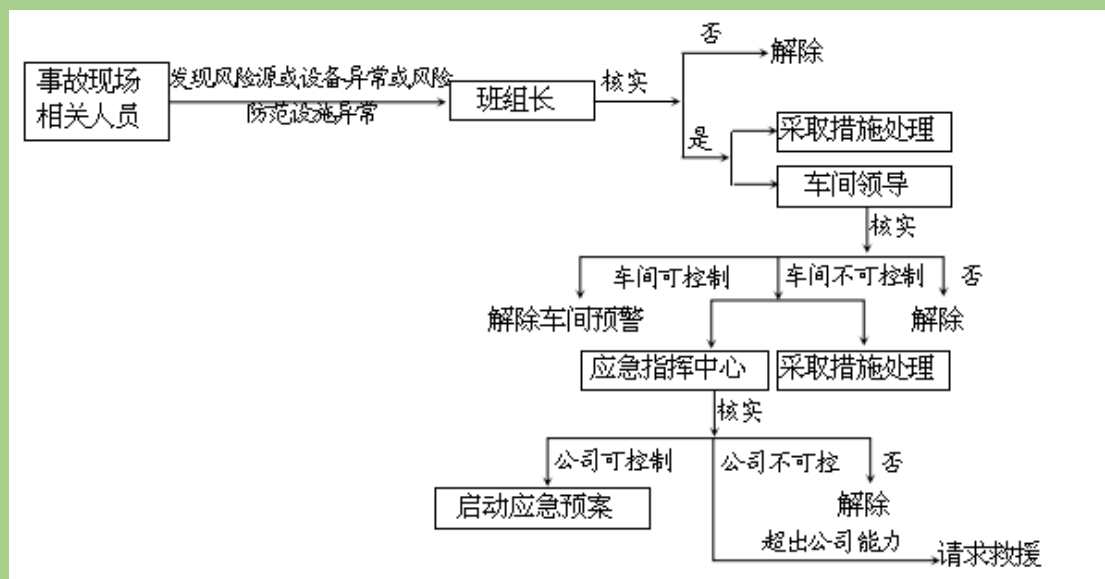 否
解除
事故现场
相关人员
发现风险源或设备异常或风险
防范设施异常
班组长
核实
是
采取措施处理
车间领导
核实
车间可控制
车间不可控制
否
解除车间预警
解除
应急指挥中心
采取措施处理
核实
公司可控制
公司不可控
否
启动应急预案
解除
超出公司能力
请求救援